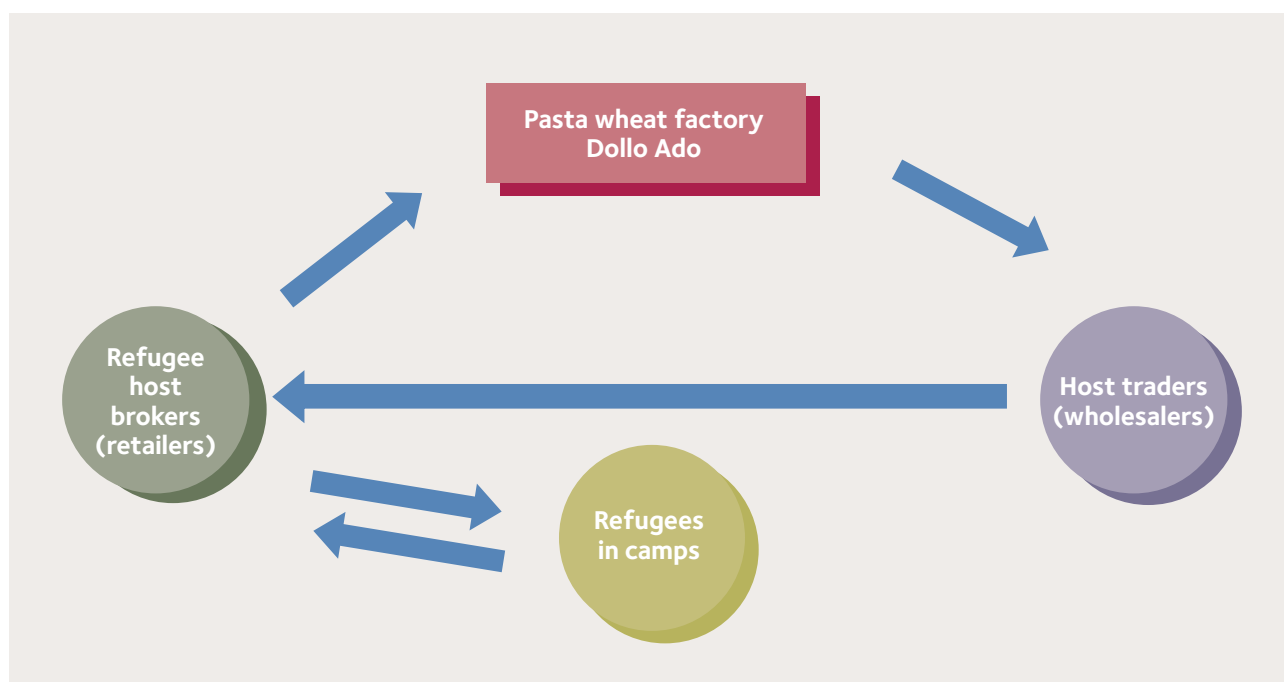 Pasta wheat factory
Dollo Ado
Refugee
host
brokers
(retailers)
Host traders
(wholesalers)
Refugees
in camps